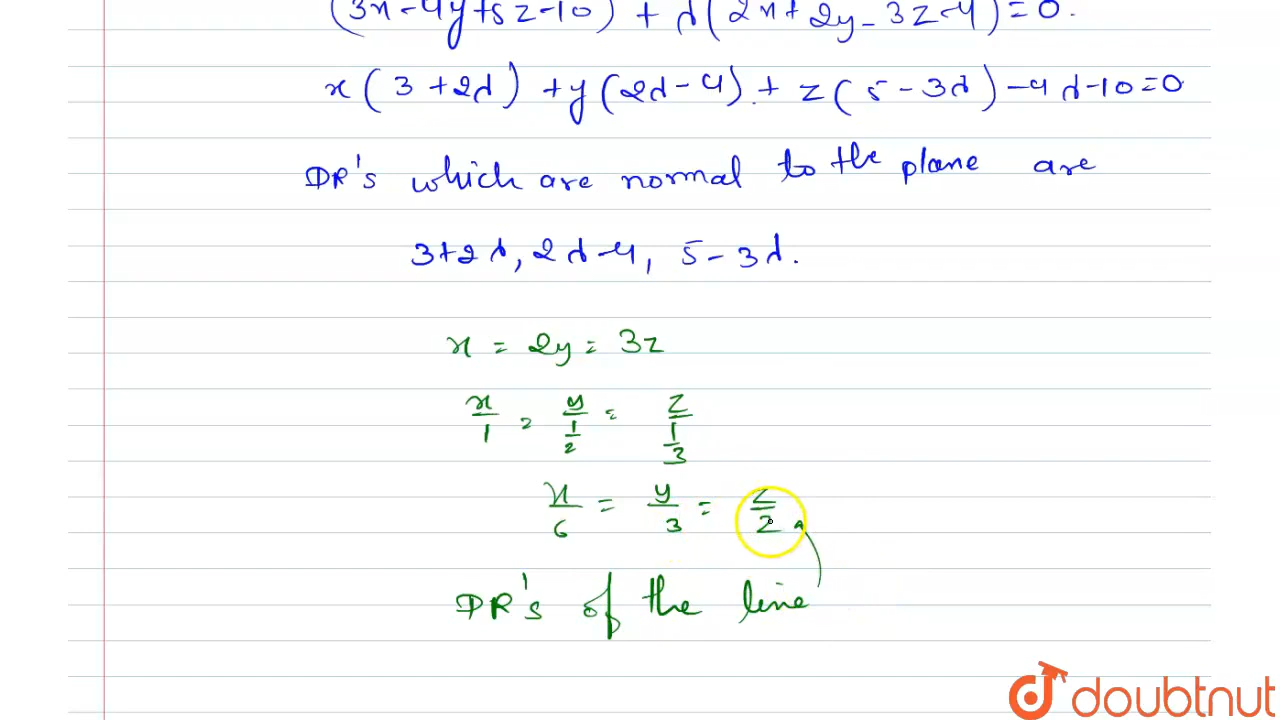 (3x-4y+5z-10) + λ(2x+2y-3z-4)=0.
x(3+2λ) +y(2λ-4) + z(5-3λ)-4λ-10=0
DR's which are normal to the plane are
3+2λ, 2λ-4, 5-3λ.
x = 2y = 3z
x/1 = y/(1/2) = z/(1/3)
x/6 = y/3 = z/2
DR's of the line
doubtnut